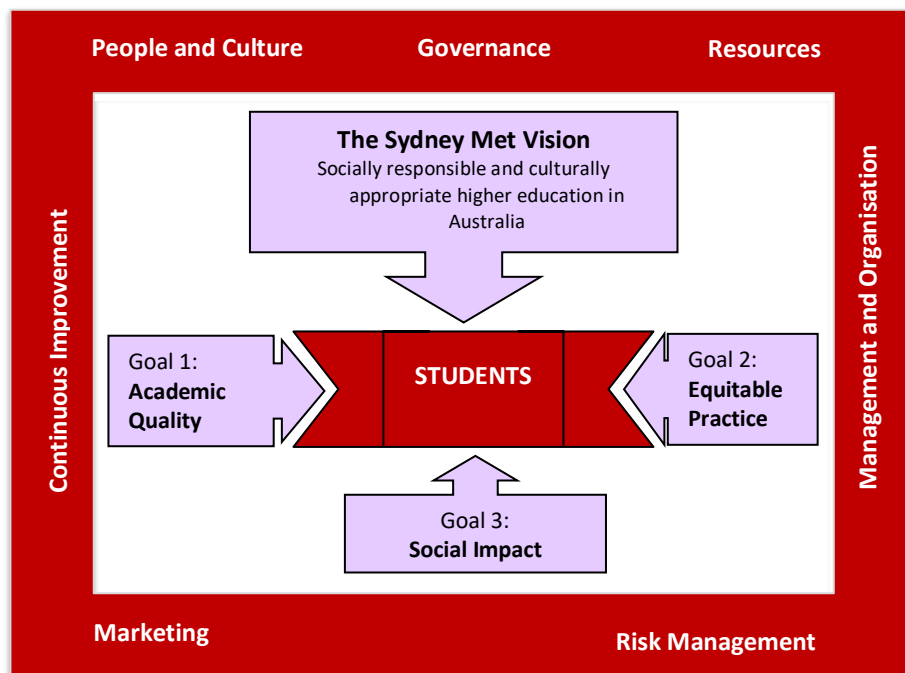 People and Culture
Governance
Resources
The Sydney Met Vision
Socially responsible and culturally
appropriate higher education in
Australia
Continuous Improvement
Management and Organisation
Goal 1:
Academic
Quality
STUDENTS
Goal 2:
Equitable
Practice
Goal 3:
Social Impact
Marketing
Risk Management